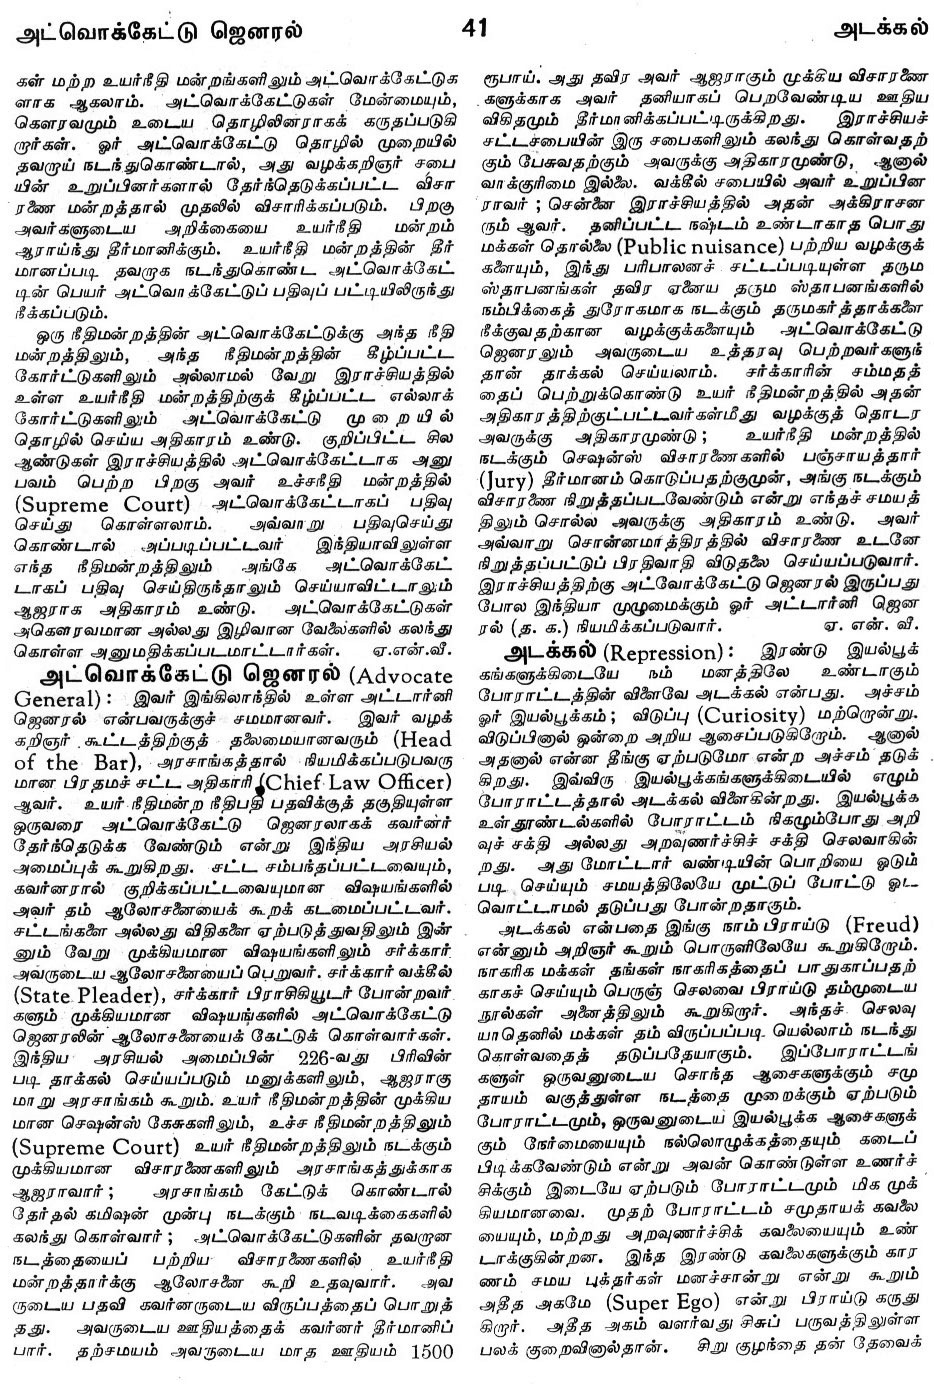 அட்வொக்கேட்டு ஜெனரல்
41
அடக்கல்
கள் மற்ற உயர்நீதி மன்றங்களிலும் அட்வொக்கேட்டுக
ளாக ஆகலாம். அட்வொக்கேட்டுகள் மேன்மையும்,
கௌரவமும் உடைய தொழிலினராகக் கருதப்படுகி
றார்கள். ஓர் அட்வொக்கேட்டு தொழில் முறையில்
தவறாய் நடந்துகொண்டால், அது வழக்கறிஞர் சபை
யின் உறுப்பினர்களால் தேர்ந்தெடுக்கப்பட்ட விசா
ரணை மன்றத்தால் முதலில் விசாரிக்கப்படும். பிறகு
அவர்களுடைய அறிக்கையை உயர்நீதி மன்றம்
ஆராய்ந்து தீர்மானிக்கும். உயர்நீதி மன்றத்தின் தீர்
மானப்படி தவறாக நடந்துகொண்ட அட்வொக்கேட்
டின் பெயர் அட்வொக்கேட்டுப் பதிவுப் பட்டியிலிருந்து
நீக்கப்படும்.
ஒரு நீதிமன்றத்தின் அட்வொக்கேட்டுக்கு அந்த நீதி
மன்றத்திலும், அந்த நீதிமன்றத்தின் கீழ்ப்பட்ட
கோர்ட்டுகளிலும் அல்லாமல் வேறு இராச்சியத்தில்
உள்ள உயர்நீதி மன்றத்திற்குக் கீழ்ப்பட்ட எல்லாக்
கோர்ட்டுகளிலும் அட்வொக்கேட்டு முறையில்
தொழில் செய்ய அதிகாரம் உண்டு. குறிப்பிட்ட சில
ஆண்டுகள் இராச்சியத்தில் அட்வொக்கேட்டாக அனு
பவம் பெற்ற பிறகு அவர் உச்சநீதி மன்றத்தில்
(Supreme Court) அட்வொக்கேட்டாகப் பதிவு
செய்து கொள்ளலாம். அவ்வாறு பதிவுசெய்து
கொண்டால் அப்படிப்பட்டவர் இந்தியாவிலுள்ள
எந்த நீதிமன்றத்திலும் அங்கே அட்வொக்கேட்
டாகப் பதிவு செய்திருந்தாலும் செய்யாவிட்டாலும்
ஆஜராக அதிகாரம் உண்டு. அட்வொக்கேட்டுகள்
அகௌரவமான அல்லது இழிவான வேலைகளில் கலந்து
கொள்ள அனுமதிக்கப்படமாட்டார்கள். ஏ.என்.வீ.
அட்வொக்கேட்டு ஜெனரல் (Advocate
General) : இவர் இங்கிலாந்தில் உள்ள அட்டார்னி
ஜெனரல் என்பவருக்குச் சமமானவர். இவர் வழக்
கறிஞர் கூட்டத்திற்குத் தலைமையானவரும் (Head
of the Bar), அரசாங்கத்தால் நியமிக்கப்படுபவரு
மான பிரதமச் சட்ட அதிகாரி (Chief Law Officer)
ஆவர். உயர் நீதிமன்ற நீதிபதி பதவிக்குத் தகுதியுள்ள
ஒருவரை அட்வொக்கேட்டு ஜெனரலாகக் கவர்னர்
தேர்ந்தெடுக்க வேண்டும் என்று இந்திய அரசியல்
அமைப்புக் கூறுகிறது. சட்ட சம்பந்தப்பட்டவையும்,
கவர்னரால் குறிக்கப்பட்டவையுமான விஷயங்களில்
அவர் தம் ஆலோசனையைக் கூறக் கடமைப்பட்டவர்.
சட்டங்களை அல்லது விதிகளை ஏற்படுத்துவதிலும் இன்
னும் வேறு முக்கியமான விஷயங்களிலும் சர்க்கார்
அவருடைய ஆலோசனையைப் பெறுவர். சர்க்கார் வக்கீல்
(State Pleader), சர்க்கார் பிராசிகியூடர் போன்றவர்
களும் முக்கியமான விஷயங்களில் அட்வொக்கேட்டு
ஜெனரலின் ஆலோசனையைக் கேட்டுக் கொள்வார்கள்.
இந்திய அரசியல் அமைப்பின் 226-வது பிரிவின்
படி தாக்கல் செய்யப்படும் மனுக்களிலும், ஆஜராகு
மாறு அரசாங்கம் கூறும். உயர் நீதிமன்றத்தின் முக்கிய
மான செஷன்ஸ் கேசுகளிலும், உச்ச நீதிமன்றத்திலும்
(Supreme Court) உயர் நீதிமன்றத்திலும் நடக்கும்
முக்கியமான விசாரணைகளிலும் அரசாங்கத்துக்காக
ஆஜராவார் ; அரசாங்கம் கேட்டுக் கொண்டால்
தேர்தல் கமிஷன் முன்பு நடக்கும் நடவடிக்கைகளில்
கலந்து கொள்வார் ; அட்வொக்கேட்டுகளின் தவறான
நடத்தையைப் பற்றிய விசாரணைகளில் உயர்நீதி
மன்றத்தார்க்கு ஆலோசனை கூறி உதவுவார். அவ
ருடைய பதவி கவர்னருடைய விருப்பத்தைப் பொறுத்
தது. அவருடைய ஊதியத்தைக் கவர்னர் தீர்மானிப்
பார். தற்சமயம் அவருடைய மாத ஊதியம் 1500
ரூபாய். அது தவிர அவர் ஆஜராகும் முக்கிய விசாரணை
களுக்காக அவர் தனியாகப் பெறவேண்டிய ஊதிய
விகிதமும் தீர்மானிக்கப்பட்டிருக்கிறது. இராச்சியச்
சட்டசபையின் இரு சபைகளிலும் கலந்து கொள்வதற்
கும் பேசுவதற்கும் அவருக்கு அதிகாரமுண்டு, ஆனால்
வாக்குரிமை இல்லை. வக்கீல் சபையில் அவர் உறுப்பின
ராவர் ; சென்னை இராச்சியத்தில் அதன் அக்கிராசன
ரும் ஆவர். தனிப்பட்ட நஷ்டம் உண்டாகாத பொது
மக்கள் தொல்லை (Public nuisance) பற்றிய வழக்குக்
களையும், இந்து பரிபாலனச் சட்டப்படியுள்ள தரும
ஸ்தாபனங்கள் தவிர ஏனைய தரும ஸ்தாபனங்களில்
நம்பிக்கைத் துரோகமாக நடக்கும் தருமகர்த்தாக்களை
நீக்குவதற்கான வழக்குக்களையும் அட்வொக்கேட்டு
ஜெனரலும் அவருடைய உத்தரவு பெற்றவர்களுந்
தான் தாக்கல் செய்யலாம். சர்க்காரின் சம்மதத்
தைப் பெற்றுக்கொண்டு உயர் நீதிமன்றத்தில் அதன்
அதிகாரத்திற்குட்பட்டவர்கள்மீது வழக்குத் தொடர
அவருக்கு அதிகாரமுண்டு ; உயர்நீதி மன்றத்தில்
நடக்கும் செஷன்ஸ் விசாரணைகளில் பஞ்சாயத்தார்
(Jury) தீர்மானம் கொடுப்பதற்குமுன், அங்கு நடக்கும்
விசாரணை நிறுத்தப்படவேண்டும் என்று எந்தச் சமயத்
திலும் சொல்ல அவருக்கு அதிகாரம் உண்டு. அவர்
அவ்வாறு சொன்னமாத்திரத்தில் விசாரணை உடனே
நிறுத்தப்பட்டுப் பிரதிவாதி விடுதலை செய்யப்படுவார்.
இராச்சியத்திற்கு அட்வோக்கேட்டு ஜெனரல் இருப்பது
போல இந்தியா முழுமைக்கும் ஓர் அட்டார்னி ஜென
ரல் (த. க.) நியமிக்கப்படுவார். ஏ. என். வீ.
அடக்கல் (Repression) : இரண்டு இயல்பூக்
கங்களுக்கிடையே நம் மனத்திலே உண்டாகும்
போராட்டத்தின் விளைவே அடக்கல் என்பது. அச்சம்
ஓர் இயல்பூக்கம் ; விடுப்பு (Curiosity) மற்றொன்று.
விடுப்பினால் ஒன்றை அறிய ஆசைப்படுகிறோம். ஆனால்
அதனால் என்ன தீங்கு ஏற்படுமோ என்ற அச்சம் தடுக்
கிறது. இவ்விரு இயல்பூக்கங்களுக்கிடையில் எழும்
போராட்டத்தால் அடக்கல் விளைகின்றது. இயல்பூக்க
உள்தூண்டல்களில் போராட்டம் நிகழும்போது அறி
வுச் சக்தி அல்லது அறவுணர்ச்சிச் சக்தி செலவாகின்
றது. அது மோட்டார் வண்டியின் பொறியை ஓடும்
படி செய்யும் சமயத்திலேயே முட்டுப் போட்டு ஓட
வொட்டாமல் தடுப்பது போன்றதாகும்.
அடக்கல் என்பதை இங்கு நாம் பிராய்டு (Freud)
என்னும் அறிஞர் கூறும் பொருளிலேயே கூறுகிறோம்.
நாகரிக மக்கள் தங்கள் நாகரிகத்தைப் பாதுகாப்பதற்
காகச் செய்யும் பெருஞ் செலவை பிராய்டு தம்முடைய
நூல்கள் அனைத்திலும் கூறுகிறார். அந்தச் செலவு
யாதெனில் மக்கள் தம் விருப்பப்படி யெல்லாம் நடந்து
கொள்வதைத் தடுப்பதேயாகும். இப்போராட்டங்
களுள் ஒருவனுடைய சொந்த ஆசைகளுக்கும் சமு
தாயம் வகுத்துள்ள நடத்தை முறைக்கும் ஏற்படும்
போராட்டமும், ஒருவனுடைய இயல்பூக்க ஆசைகளுக்
கும் நேர்மையையும் நல்லொழுக்கத்தையும் கடைப்
பிடிக்கவேண்டும் என்று அவன் கொண்டுள்ள உணர்ச்
சிக்கும் இடையே ஏற்படும் போராட்டமும் மிக முக்
கியமானவை. முதற் போராட்டம் சமுதாயக் கவலை
யையும், மற்றது அறவுணர்ச்சிக் கவலையையும் உண்
டாக்குகின்றன. இந்த இரண்டு கவலைகளுக்கும் கார
ணம் சமய பக்தர்கள் மனச்சான்று என்று கூறும்
அதீத அகமே (Super Ego) என்று பிராய்டு கருது
கிறார். அதீத அகம் வளர்வது சிசுப் பருவத்திலுள்ள
பலக் குறைவினால்தான். சிறு குழந்தை தன் தேவைக்